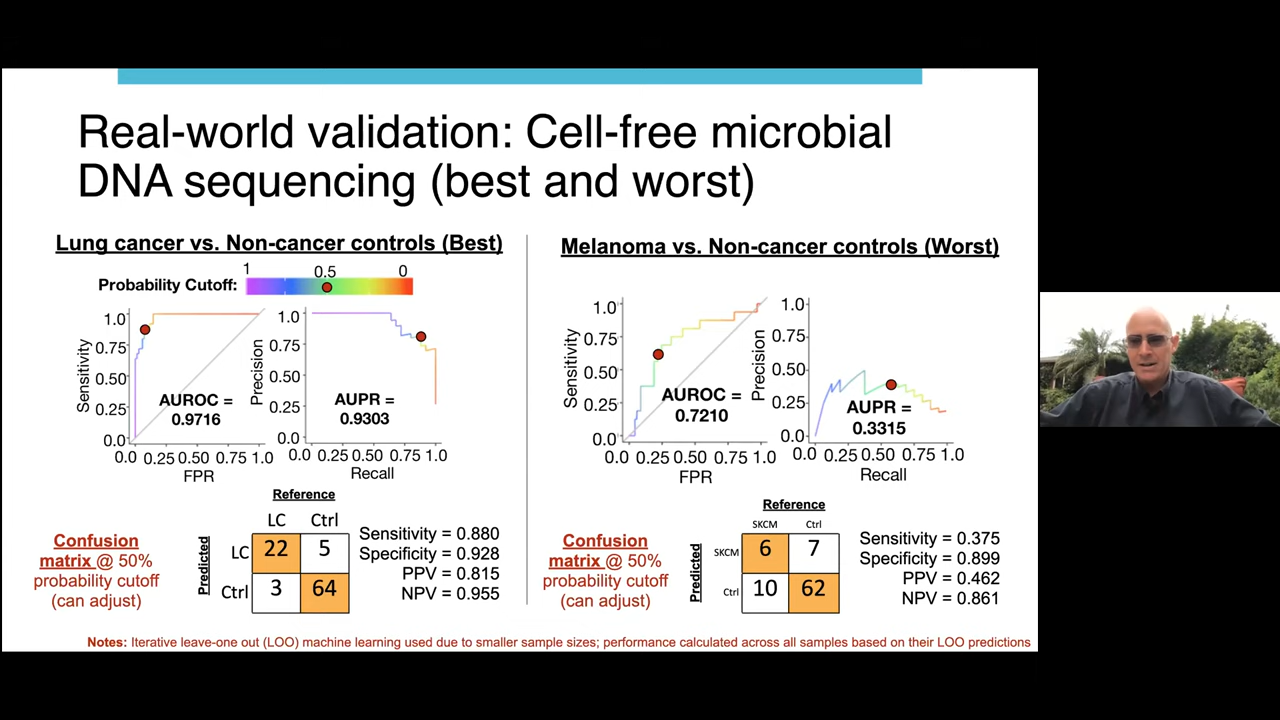 Real-world validation: Cell-free microbial
DNA sequencing (best and worst)
Lung cancer vs. Non-cancer controls (Best)
1
0.5
0
Probability Cutoff:
Sensitivity
1.0
0.75
0.50
0.25
0.0
AUROC =
0.9716
0.0 0.25 0.50 0.75 1.0
FPR
Precision
1.0
0.75
0.50
0.25
0.0
AUPR =
0.9303
0.0 0.25 0.50 0.75 1.0
Recall
Confusion
matrix @ 50%
probability cutoff
(can adjust)
Reference
LC Ctrl
Predicted
LC 22 5
Ctrl 3 64
Sensitivity = 0.880
Specificity = 0.928
PPV = 0.815
NPV = 0.955
Melanoma vs. Non-cancer controls (Worst)
Sensitivity
1.0
0.75
0.50
0.25
0.0
AUROC =
0.7210
0.0 0.25 0.50 0.75 1.0
FPR
Precision
1.0
0.75
0.50
0.25
0.0
AUPR =
0.3315
0.0 0.25 0.50 0.75 1.0
Recall
Confusion
matrix @ 50%
probability cutoff
(can adjust)
Reference
SKCM Ctrl
Predicted
SKCM 6 7
Ctrl 10 62
Sensitivity = 0.375
Specificity = 0.899
PPV = 0.462
NPV = 0.861
Notes: Iterative leave-one out (LOO) machine learning used due to smaller sample sizes; performance calculated across all samples based on their LOO predictions